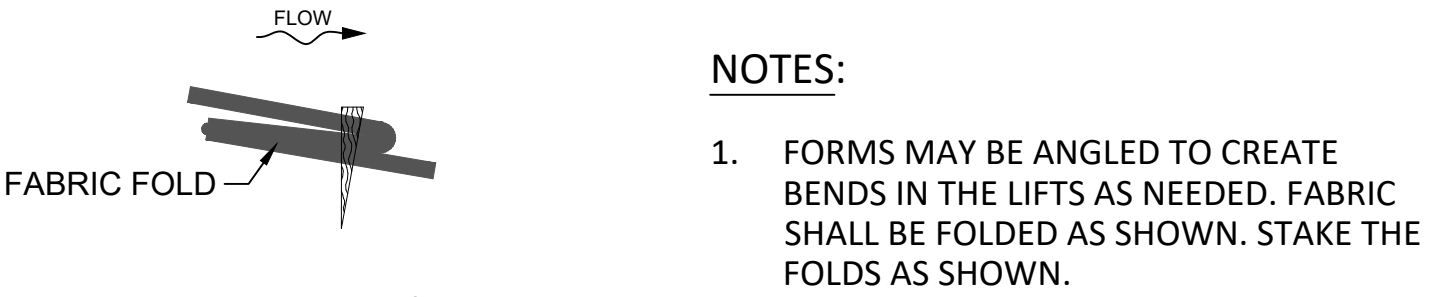 FLOW
FABRIC FOLD
NOTES:
1. FORMS MAY BE ANGLED TO CREATE
BENDS IN THE LIFTS AS NEEDED. FABRIC
SHALL BE FOLDED AS SHOWN. STAKE THE
FOLDS AS SHOWN.